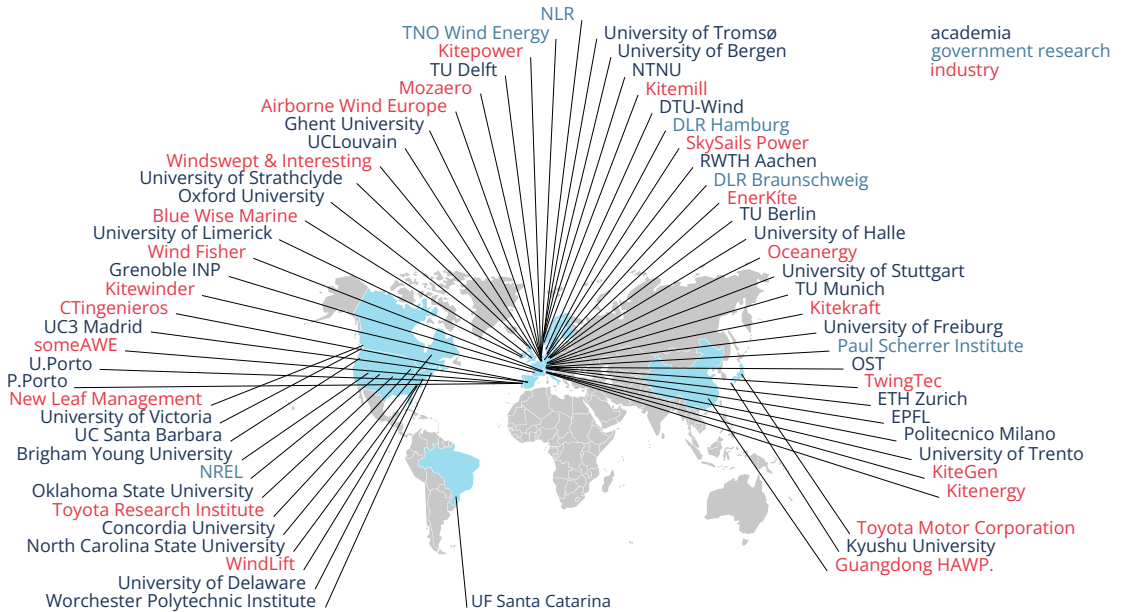 NLR
TNO Wind Energy
Kitepower
TU Delft
Mozaero
Airborne Wind Europe
Ghent University
UCLouvain
Windswept & Interesting
University of Strathclyde
Oxford University
Blue Wise Marine
University of Limerick
Wind Fisher
Grenoble INP
Kitewinder
CTingenieros
UC3 Madrid
someAWE
U.Porto
P.Porto
New Leaf Management
University of Victoria
UC Santa Barbara
Brigham Young University
NREL
Oklahoma State University
Toyota Research Institute
Concordia University
North Carolina State University
WindLift
University of Delaware
Worchester Polytechnic Institute
UF Santa Catarina
University of Tromsø
University of Bergen
NTNU
Kitemill
DTU-Wind
DLR Hamburg
SkySails Power
RWTH Aachen
DLR Braunschweig
EnerKíte
TU Berlin
University of Halle
Oceanergy
University of Stuttgart
TU Munich
Kitekraft
University of Freiburg
Paul Scherrer Institute
OST
TwingTec
ETH Zurich
EPFL
Politecnico Milano
University of Trento
KiteGen
Kitenergy
Toyota Motor Corporation
Kyushu University
Guangdong HAWP.
academia
government research
industry